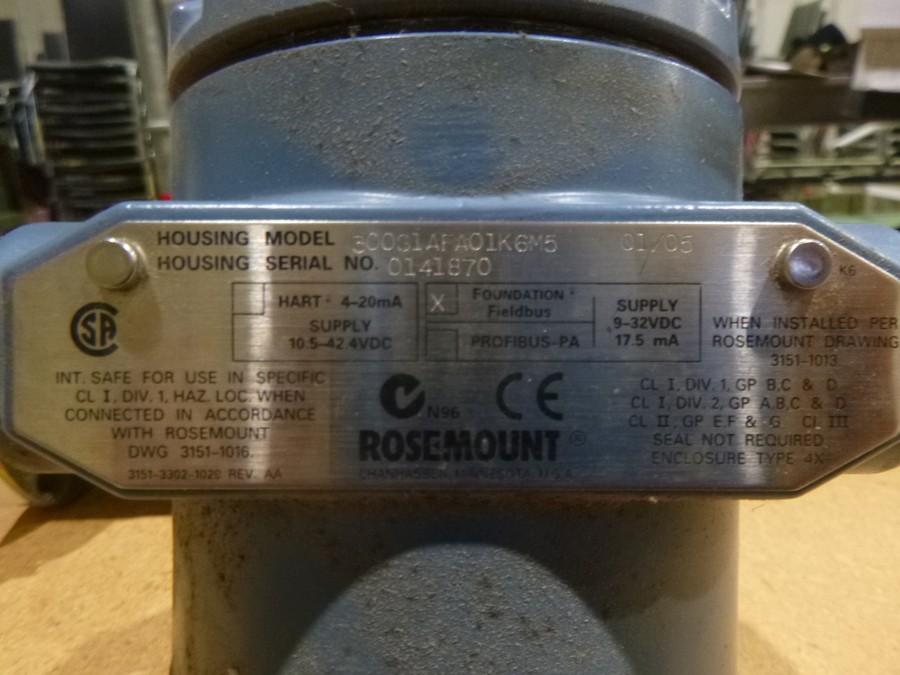 HOUSING MODEL 300S1AFA01K6M5 01/05
HOUSING SERIAL NO. 0141870
K6
HART 4-20mA
SUPPLY
10.5-42.4VDC
X FOUNDATION
Fieldbus
PROFIBUS-PA
SUPPLY
9-32VDC
17.5 mA
WHEN INSTALLED PER
ROSEMOUNT DRAWING
3151-1013
INT. SAFE FOR USE IN SPECIFIC
CL I, DIV. 1, HAZ. LOC. WHEN
CONNECTED IN ACCORDANCE
WITH ROSEMOUNT
DWG 3151-1016.
3151-3302-1029 REV. AA
N96
CE
ROSEMOUNT ®
CHANHASSEN, MINNESOTA, U.S.A.
CL I, DIV. 1, GP B,C & D
CL I, DIV. 2, GP A,B,C & D
CL II, GP E,F & G CL III
SEAL NOT REQUIRED
ENCLOSURE TYPE 4X